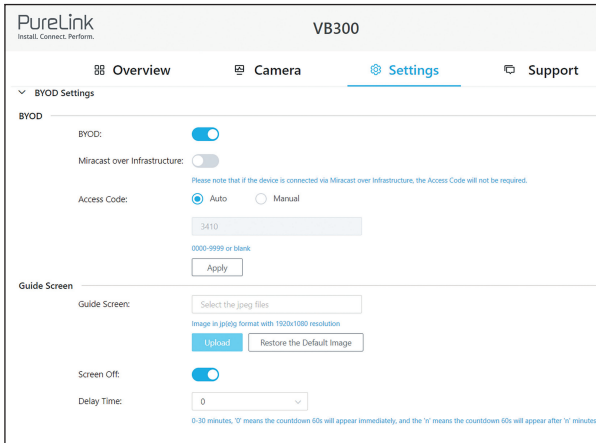 PureLink
Install. Connect. Perform.
VB300
Overview Camera Settings Support
BYOD Settings
BYOD
BYOD:
Miracast over Infrastructure:
Please note that if the device is connected via Miracast over Infrastructure, the Access Code will not be required.
Access Code: Auto Manual
3410
0000-9999 or blank
Apply
Guide Screen
Guide Screen: Select the jpeg files
Image in jp(e)g format with 1920x1080 resolution
Upload Restore the Default Image
Screen Off:
Delay Time: 0
0-30 minutes, '0' means the countdown 60s will appear immediately, and the 'n' means the countdown 60s will appear after 'n' minutes